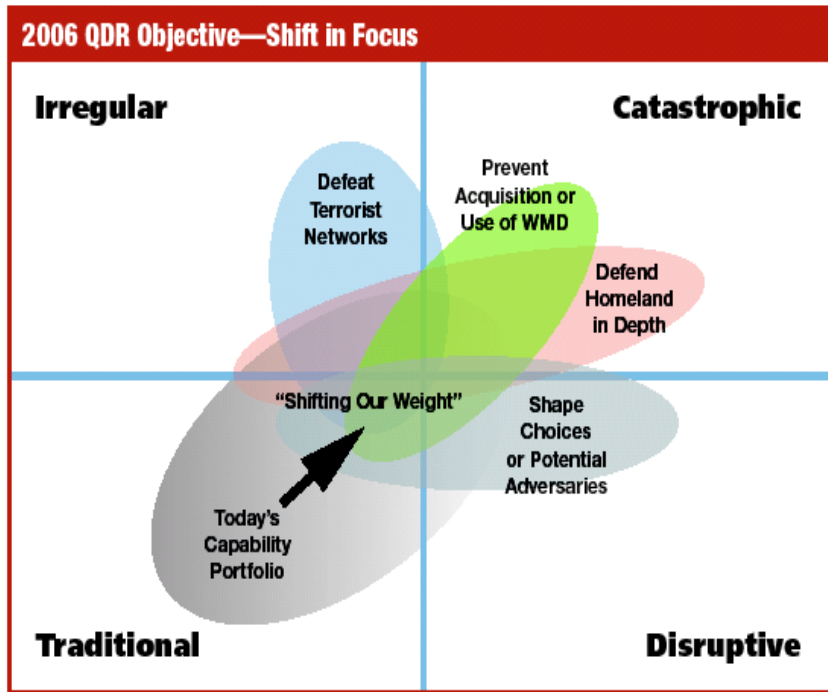 2006 QDR Objective—Shift in Focus
Irregular
Catastrophic
Defeat
Terrorist
Networks
Prevent
Acquisition or
Use of WMD
Defend
Homeland
in Depth
“Shifting Our Weight”
Shape
Choices
or Potential
Adversaries
Today's
Capability
Portfolio
Traditional
Disruptive